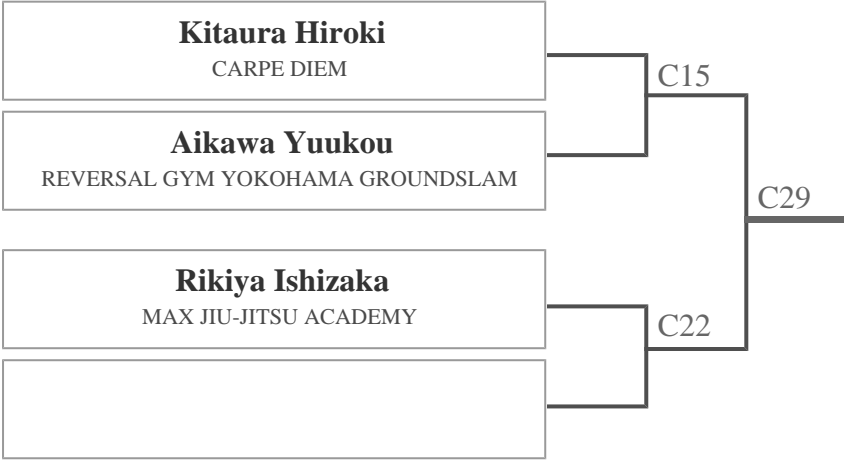 Kitaura Hiroki
CARPE DIEM
C15
Aikawa Yuukou
REVERSAL GYM YOKOHAMA GROUNDSLAM
C29
Rikiya Ishizaka
MAX JIU-JITSU ACADEMY
C22